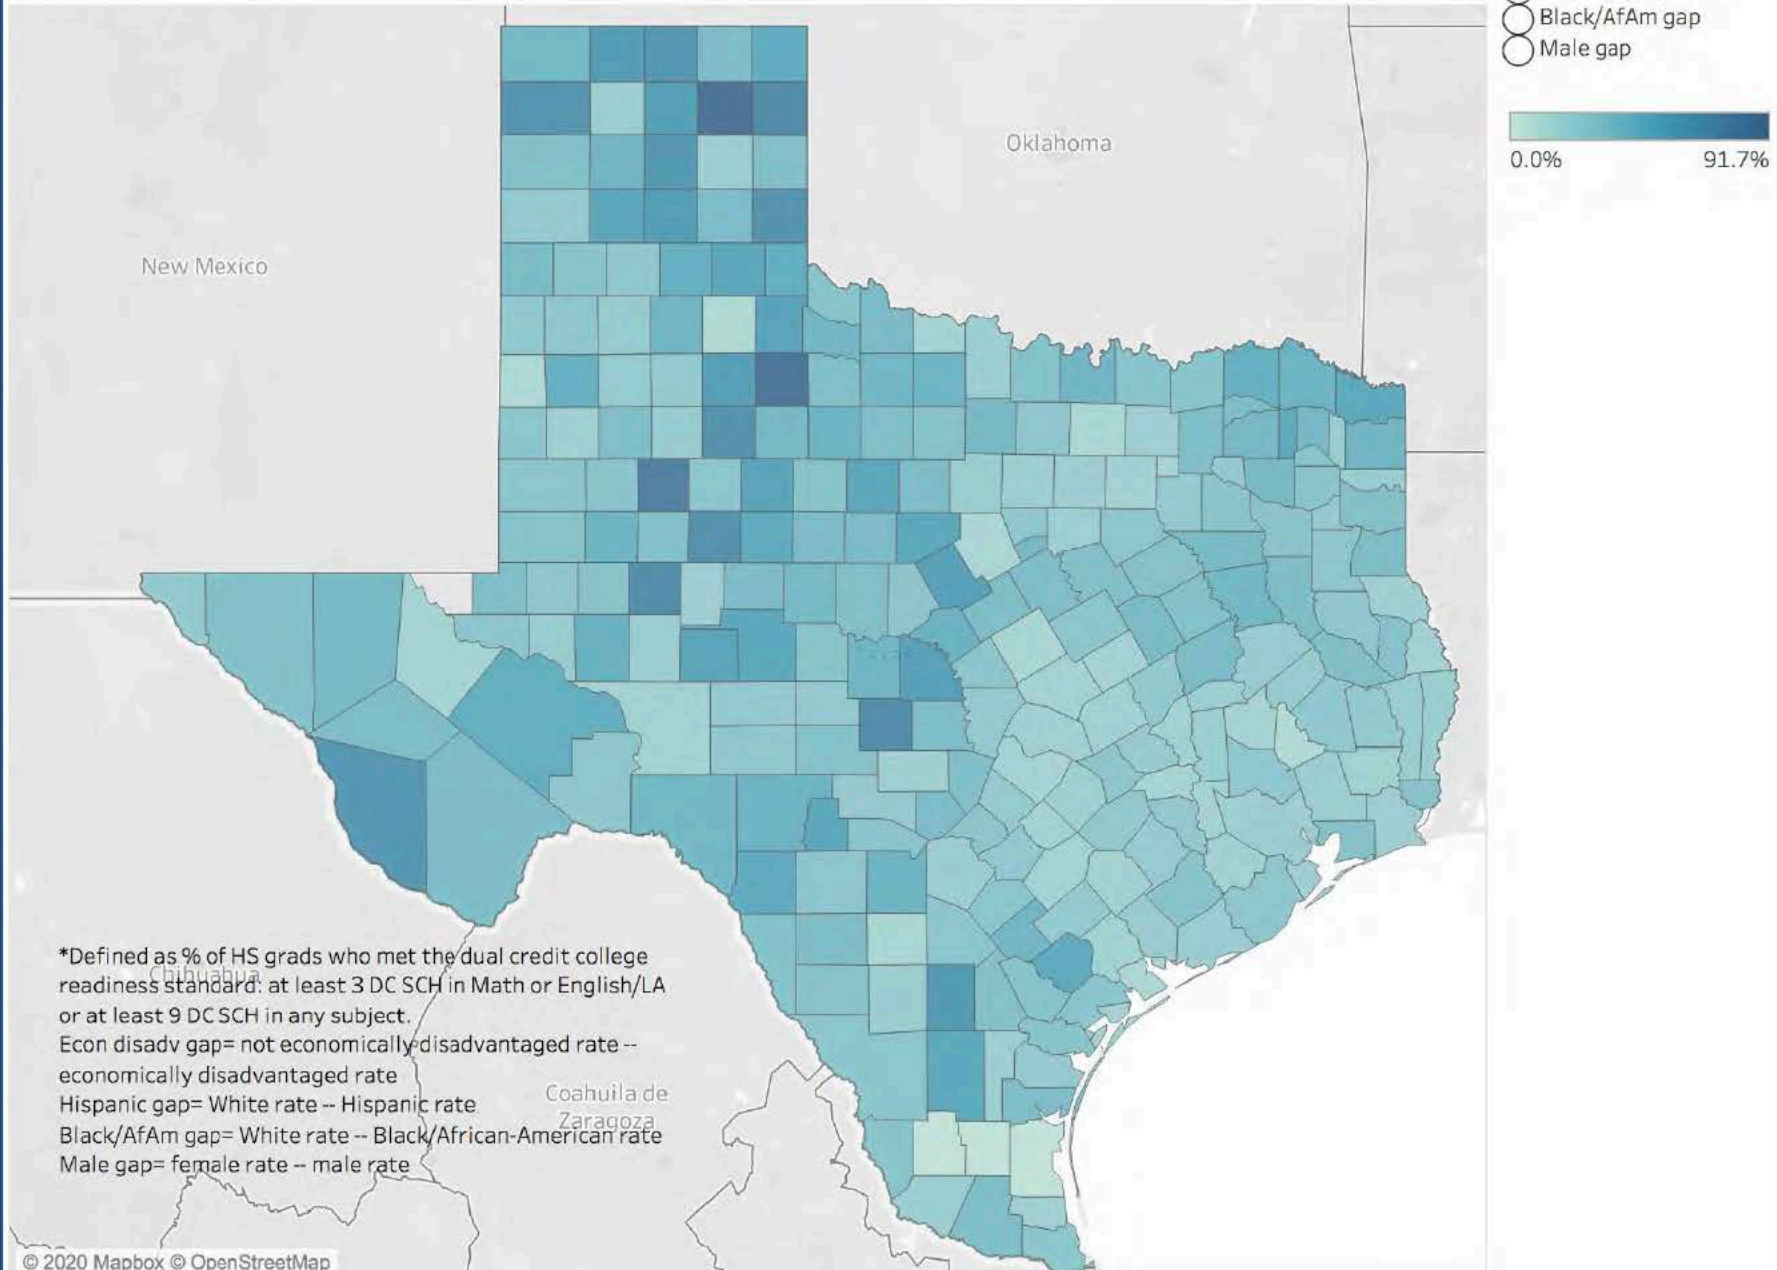 Black/AfAm gap
Male gap
0.0% 91.7%
Oklahoma
New Mexico
*Defined as % of HS grads who met the dual credit college
Chihuahua
readiness standard: at least 3 DC SCH in Math or English/LA
or at least 9 DC SCH in any subject.
Econ disadv gap= not economically disadvantaged rate --
economically disadvantaged rate
Hispanic gap= White rate -- Hispanic rate
Black/AfAm gap= White rate -- Black/African-American rate
Male gap= female rate -- male rate
Coahuila de
Zaragoza
© 2020 Mapbox © OpenStreetMap